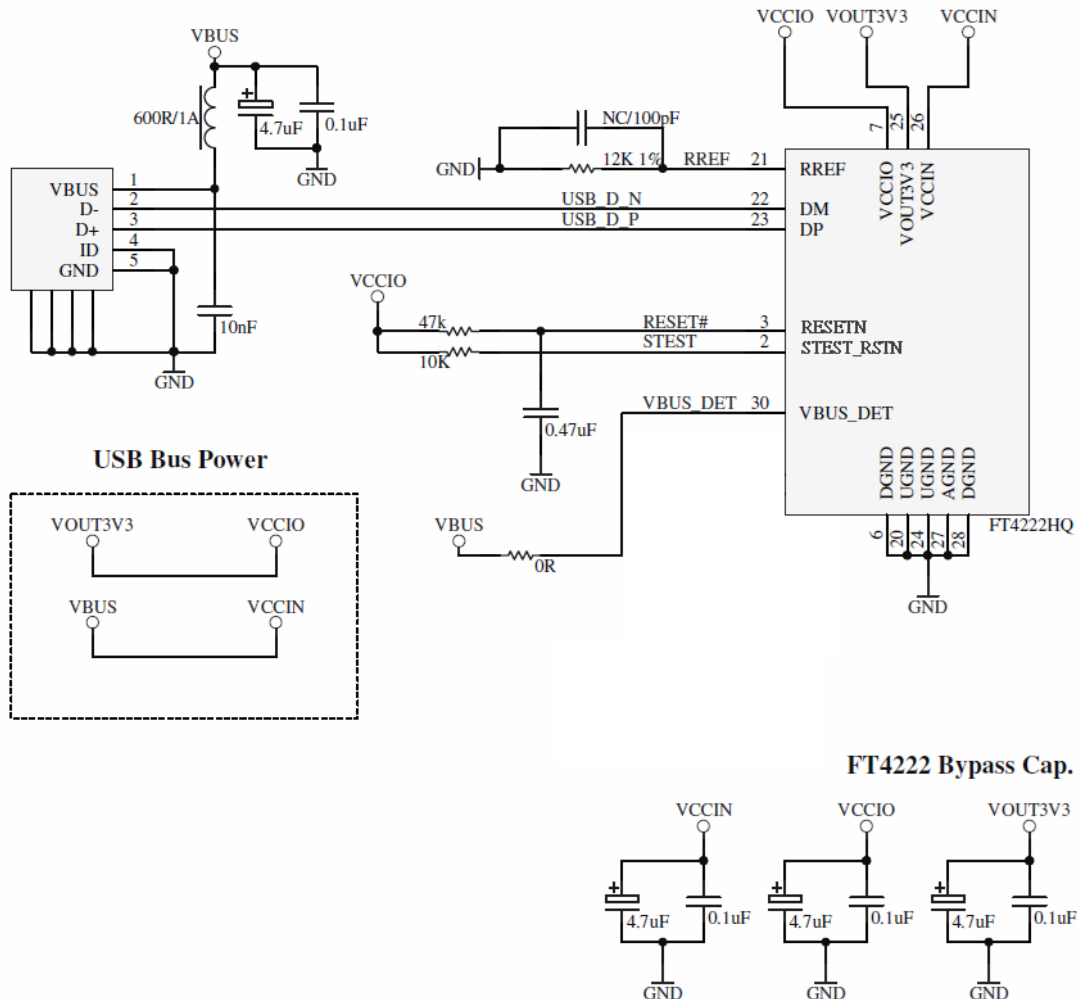 VCCIO VOUT3V3 VCCIN
VBUS
600R/1A
+
4.7uF
0.1uF
GND
7
25
26
NC/100pF
GND
12K 1% RREF 21 RREF
VCCIO
VOUT3V3
VCCIN
VBUS 1
D- 2 USB_D_N 22 DM
D+ 3 USB_D_P 23 DP
ID 4
GND 5
10nF
GND
VCCIO
47k RESET# 3 RESETN
10K STEST 2 STEST_RSTN
0.47uF
GND
VBUS_DET 30 VBUS_DET
DGND
UGND
UGND
AGND
DGND
FT4222HQ
6
20
24
27
28
GND
VBUS
0R
USB Bus Power
VOUT3V3 VCCIO
VBUS VCCIN
FT4222 Bypass Cap.
VCCIN VCCIO VOUT3V3
+ + +
4.7uF 0.1uF 4.7uF 0.1uF 4.7uF 0.1uF
GND GND GND